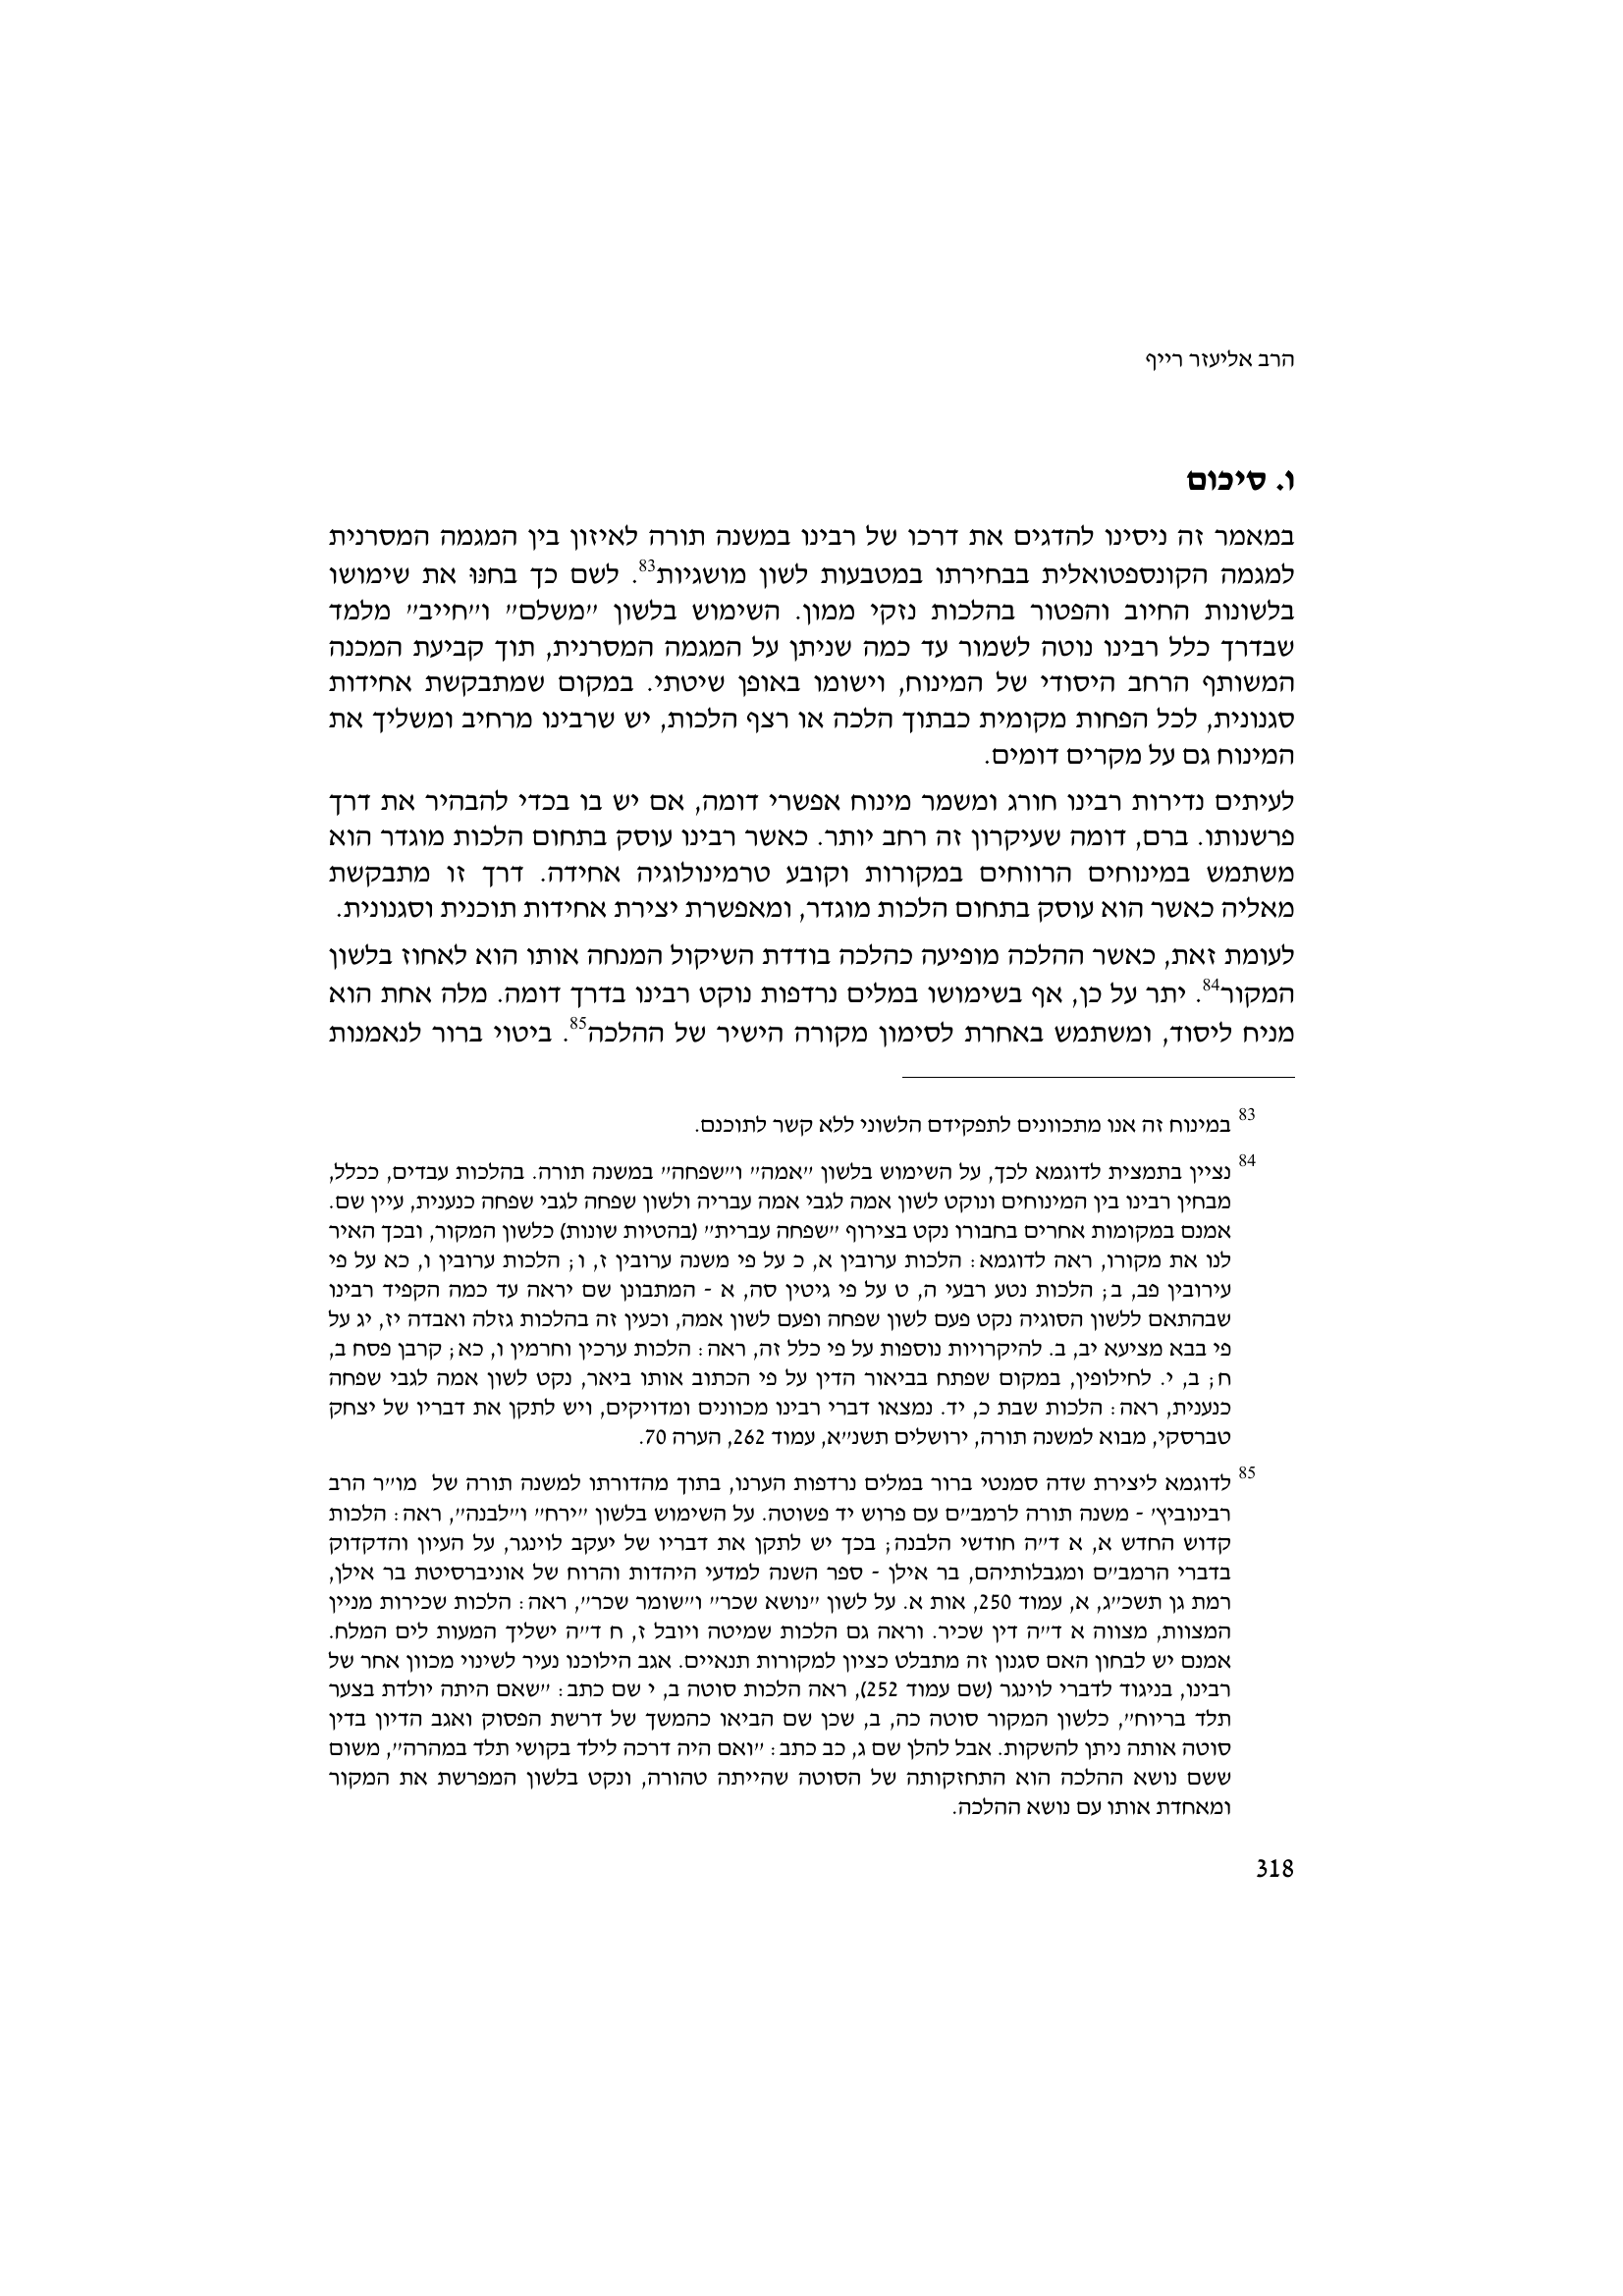 הרב אליעזר רייף
ו. סיכום
במאמר זה ניסינו להדגים את דרכו של רבינו במשנה תורה לאיזון בין המגמה המסרנית
למגמה הקונספטואלית בבחירתו במטבעות לשון מושגיות83. לשם כך בחנּוּ את שימושו
בלשונות החיוב והפטור בהלכות נזקי ממון. השימוש בלשון ״משלם״ ו״חייב״ מלמד
שבדרך כלל רבינו נוטה לשמור עד כמה שניתן על המגמה המסרנית, תוך קביעת המכנה
המשותף הרחב היסודי של המינוח, וישומו באופן שיטתי. במקום שמתבקשת אחידות
סגנונית, לכל הפחות מקומית כבתוך הלכה או רצף הלכות, יש שרבינו מרחיב ומשליך את
המינוח גם על מקרים דומים.
לעיתים נדירות רבינו חורג ומשמר מינוח אפשרי דומה, אם יש בו בכדי להבהיר את דרך
פרשנותו. ברם, דומה שעיקרון זה רחב יותר. כאשר רבינו עוסק בתחום הלכות מוגדר הוא
משתמש במינוחים הרווחים במקורות וקובע טרמינולוגיה אחידה. דרך זו מתבקשת
מאליה כאשר הוא עוסק בתחום הלכות מוגדר, ומאפשרת יצירת אחידות תוכנית וסגנונית.
לעומת זאת, כאשר ההלכה מופיעה כהלכה בודדת השיקול המנחה אותו הוא לאחוז בלשון
המקור84. יתר על כן, אף בשימושו במלים נרדפות נוקט רבינו בדרך דומה. מלה אחת הוא
מניח ליסוד, ומשתמש באחרת לסימון מקורה הישיר של ההלכה85. ביטוי ברור לנאמנות
83 במינוח זה אנו מתכוונים לתפקידם הלשוני ללא קשר לתוכנם.
84 נציין בתמצית לדוגמא לכך, על השימוש בלשון ״אמה״ ו״שפחה״ במשנה תורה. בהלכות עבדים, ככלל,
מבחין רבינו בין המינוחים ונוקט לשון אמה לגבי אמה עבריה ולשון שפחה לגבי שפחה כנענית, עיין שם.
אמנם במקומות אחרים בחבורו נקט בצירוף ״שפחה עברית״ (בהטיות שונות) כלשון המקור, ובכך האיר
לנו את מקורו, ראה לדוגמא: הלכות ערובין א, כ על פי משנה ערובין ז, ו; הלכות ערובין ו, כא על פי
עירובין פב, ב; הלכות נטע רבעי ה, ט על פי גיטין סה, א - המתבונן שם יראה עד כמה הקפיד רבינו
שבהתאם ללשון הסוגיה נקט פעם לשון שפחה ופעם לשון אמה, וכעין זה בהלכות גזלה ואבדה יז, יג על
פי בבא מציעא יב, ב. להיקרויות נוספות על פי כלל זה, ראה: הלכות ערכין וחרמין ו, כא; קרבן פסח ב,
ח; ב, י. לחילופין, במקום שפתח בביאור הדין על פי הכתוב אותו ביאר, נקט לשון אמה לגבי שפחה
כנענית, ראה: הלכות שבת כ, יד. נמצאו דברי רבינו מכוונים ומדויקים, ויש לתקן את דבריו של יצחק
טברסקי, מבוא למשנה תורה, ירושלים תשנ״א, עמוד 262, הערה 70.
85 לדוגמא ליצירת שדה סמנטי ברור במלים נרדפות הערנו, בתוך מהדורתו למשנה תורה של מו״ר הרב
רבינוביץ׳ - משנה תורה לרמב״ם עם פרוש יד פשוטה. על השימוש בלשון ״ירח״ ו״לבנה״, ראה: הלכות
קדוש החדש א, א ד״ה חודשי הלבנה; בכך יש לתקן את דבריו של יעקב לוינגר, על העיון והדקדוק
בדברי הרמב״ם ומגבלותיהם, בר אילן - ספר השנה למדעי היהדות והרוח של אוניברסיטת בר אילן,
רמת גן תשכ״ג, א, עמוד 250, אות א. על לשון ״נושא שכר״ ו״שומר שכר״, ראה: הלכות שכירות מניין
המצוות, מצווה א ד״ה דין שכיר. וראה גם הלכות שמיטה ויובל ז, ח ד״ה ישליך המעות לים המלח.
אמנם יש לבחון האם סגנון זה מתבלט כציון למקורות תנאיים. אגב הילוכנו נעיר לשינוי מכוון אחר של
רבינו, בניגוד לדברי לוינגר (שם עמוד 252), ראה הלכות סוטה ב, י שם כתב: ״שאם היתה יולדת בצער
תלד בריוח״, כלשון המקור סוטה כה, ב, שכן שם הביאו כהמשך של דרשת הפסוק ואגב הדיון בדין
סוטה אותה ניתן להשקות. אבל להלן שם ג, כב כתב: ״ואם היה דרכה לילד בקושי תלד במהרה״, משום
ששם נושא ההלכה הוא התחזקותה של הסוטה שהייתה טהורה, ונקט בלשון המפרשת את המקור
ומאחדת אותו עם נושא ההלכה.
318